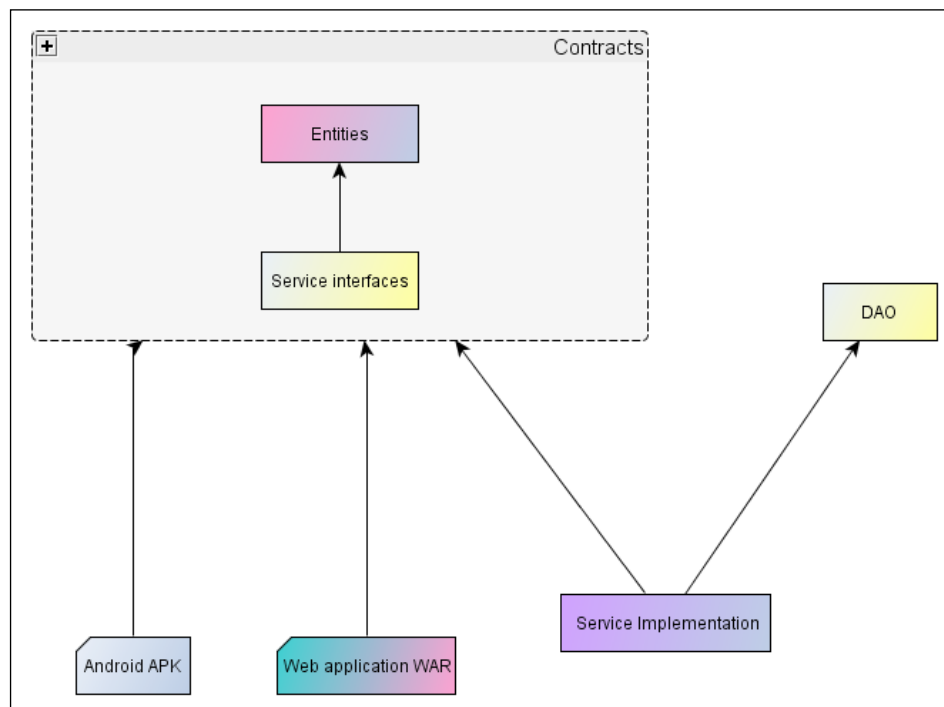 Contracts
Entities
Service interfaces
DAO
Service Implementation
Android APK
Web application WAR